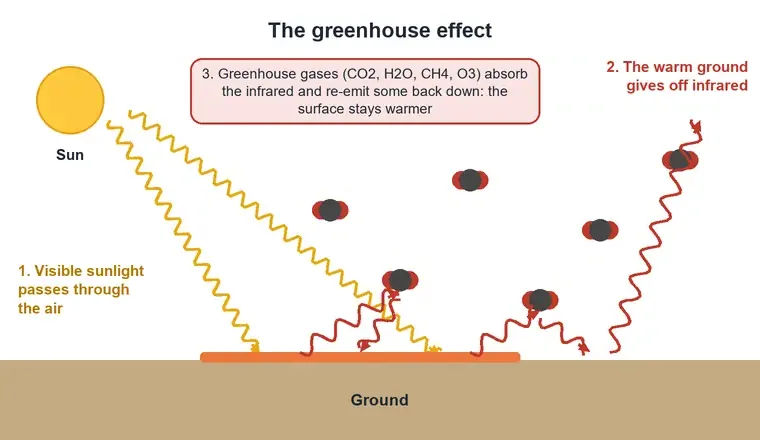 The greenhouse effect
3. Greenhouse gases (CO2, H2O, CH4, O3) absorb
the infrared and re-emit some back down: the
surface stays warmer
2. The warm ground
gives off infrared
Sun
1. Visible sunlight
passes through
the air
Ground